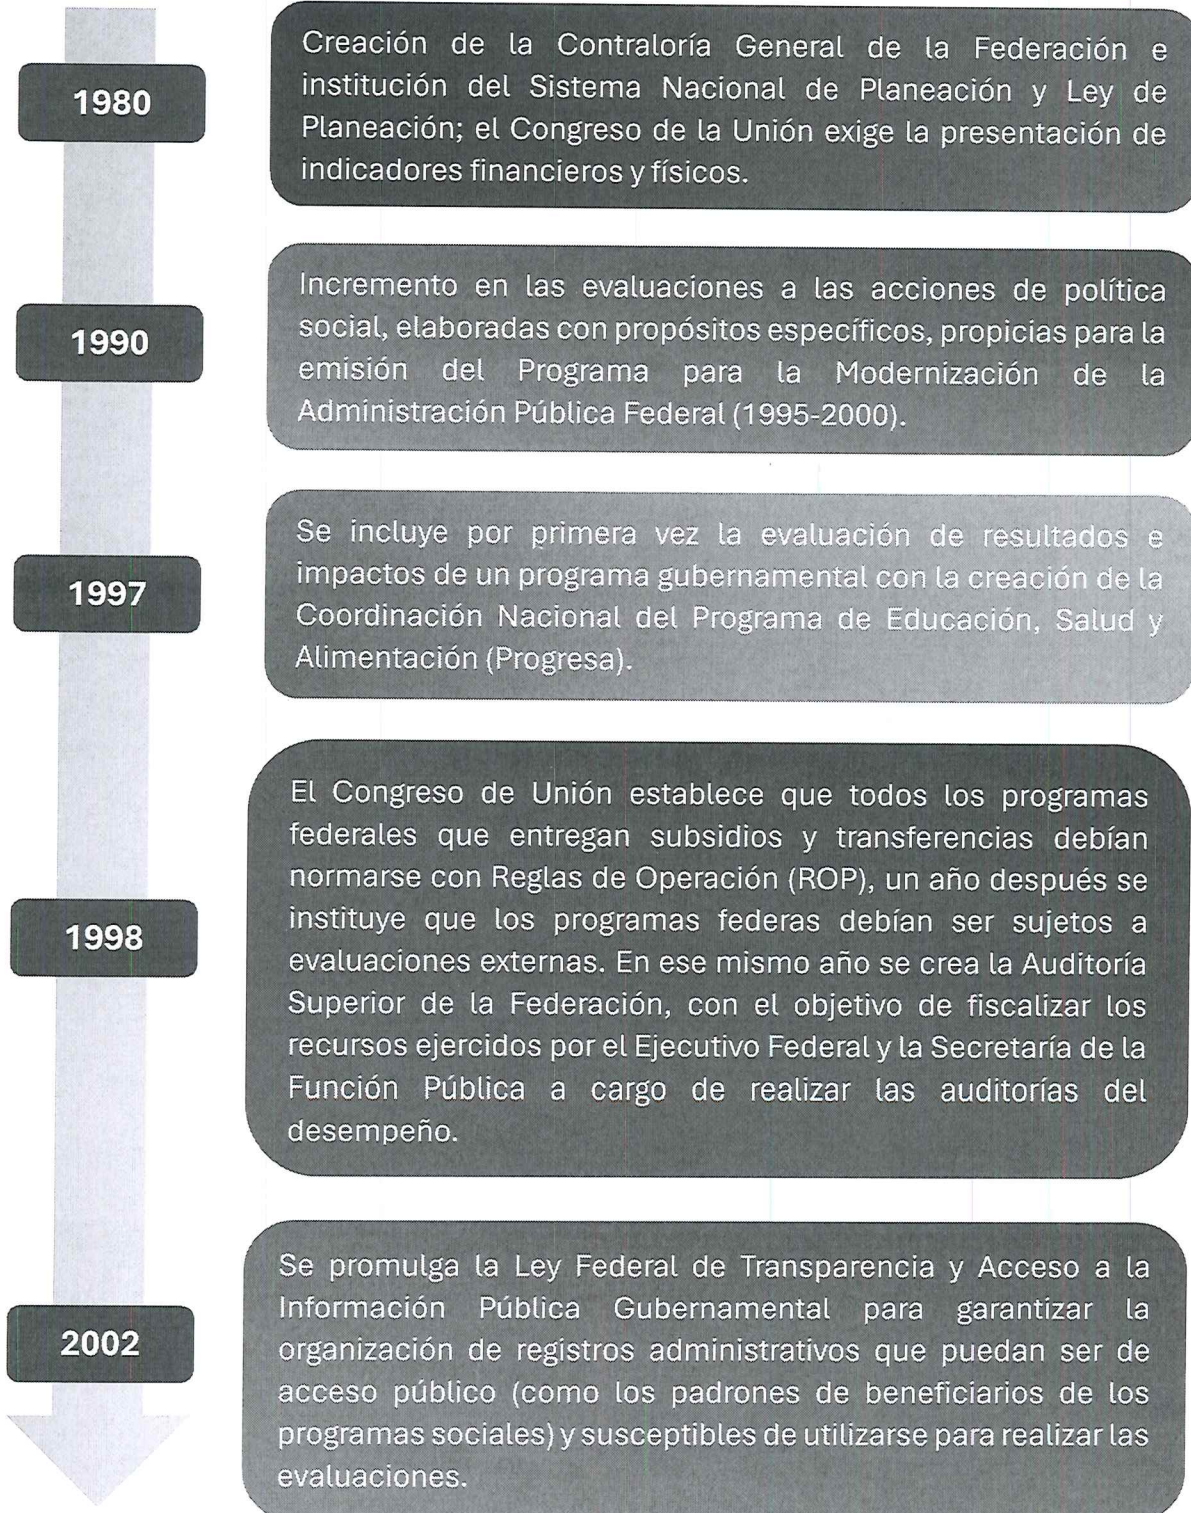 1980
Creación de la Contraloría General de la Federación e
institución del Sistema Nacional de Planeación y Ley de
Planeación; el Congreso de la Unión exige la presentación de
indicadores financieros y físicos.
1990
Incremento en las evaluaciones a las acciones de política
social, elaboradas con propósitos específicos, propicias para la
emisión del Programa para la Modernización de la
Administración Pública Federal (1995-2000).
1997
Se incluye por primera vez la evaluación de resultados e
impactos de un programa gubernamental con la creación de la
Coordinación Nacional del Programa de Educación, Salud y
Alimentación (Progresa).
1998
El Congreso de Unión establece que todos los programas
federales que entregan subsidios y transferencias debían
normarse con Reglas de Operación (ROP), un año después se
instituye que los programas federas debían ser sujetos a
evaluaciones externas. En ese mismo año se crea la Auditoría
Superior de la Federación, con el objetivo de fiscalizar los
recursos ejercidos por el Ejecutivo Federal y la Secretaría de la
Función Pública a cargo de realizar las auditorías del
desempeño.
2002
Se promulga la Ley Federal de Transparencia y Acceso a la
Información Pública Gubernamental para garantizar la
organización de registros administrativos que puedan ser de
acceso público (como los padrones de beneficiarios de los
programas sociales) y susceptibles de utilizarse para realizar las
evaluaciones.